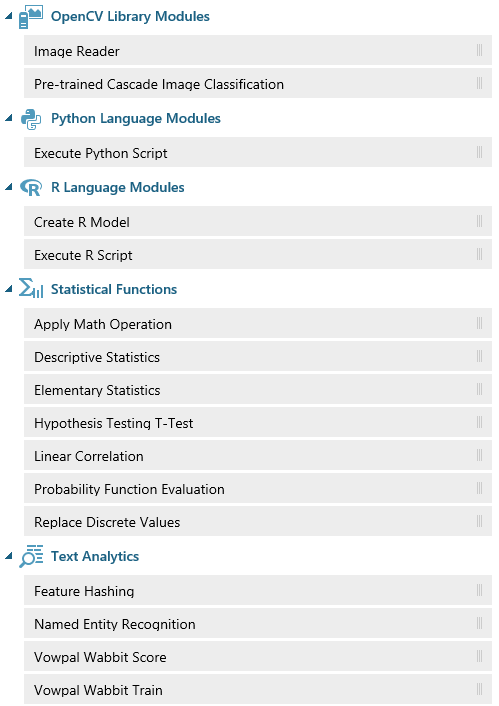 OpenCV Library Modules
Image Reader
Pre-trained Cascade Image Classification
Python Language Modules
Execute Python Script
R Language Modules
Create R Model
Execute R Script
Statistical Functions
Apply Math Operation
Descriptive Statistics
Elementary Statistics
Hypothesis Testing T-Test
Linear Correlation
Probability Function Evaluation
Replace Discrete Values
Text Analytics
Feature Hashing
Named Entity Recognition
Vowpal Wabbit Score
Vowpal Wabbit Train